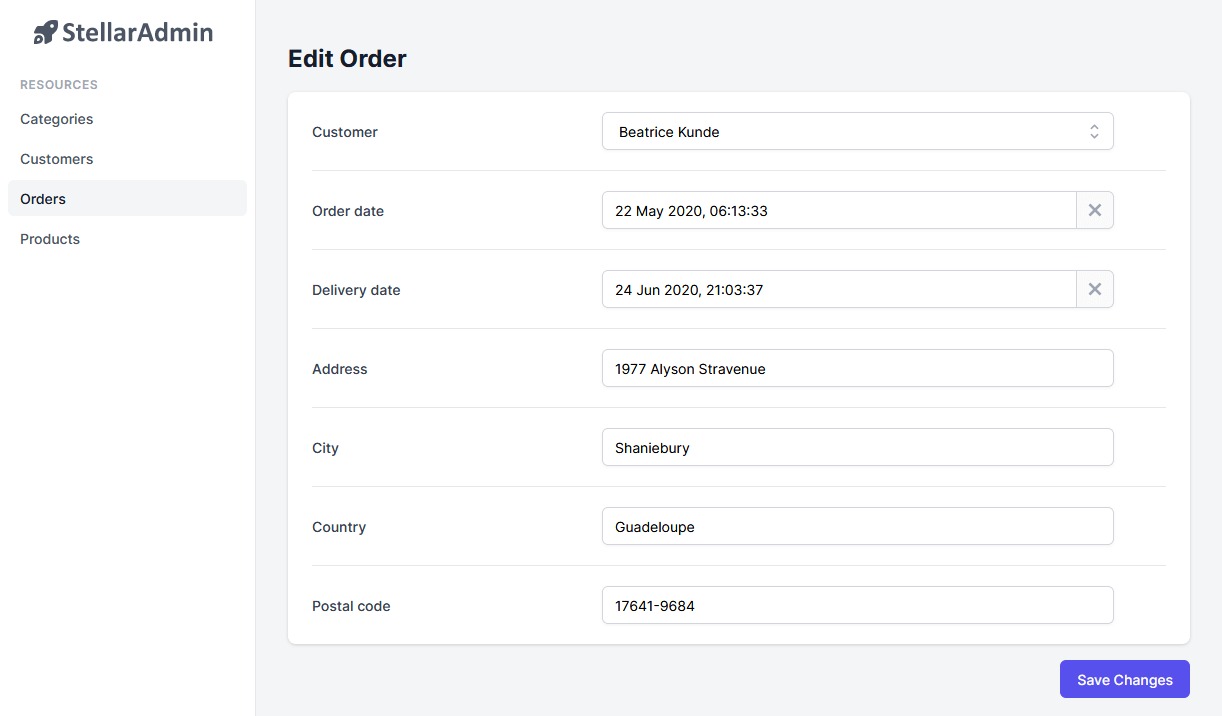 StellarAdmin
RESOURCES
Categories
Customers
Orders
Products
Edit Order
Customer
Beatrice Kunde
Order date
22 May 2020, 06:13:33
Delivery date
24 Jun 2020, 21:03:37
Address
1977 Alyson Stravenue
City
Shaniebury
Country
Guadeloupe
Postal code
17641-9684
Save Changes